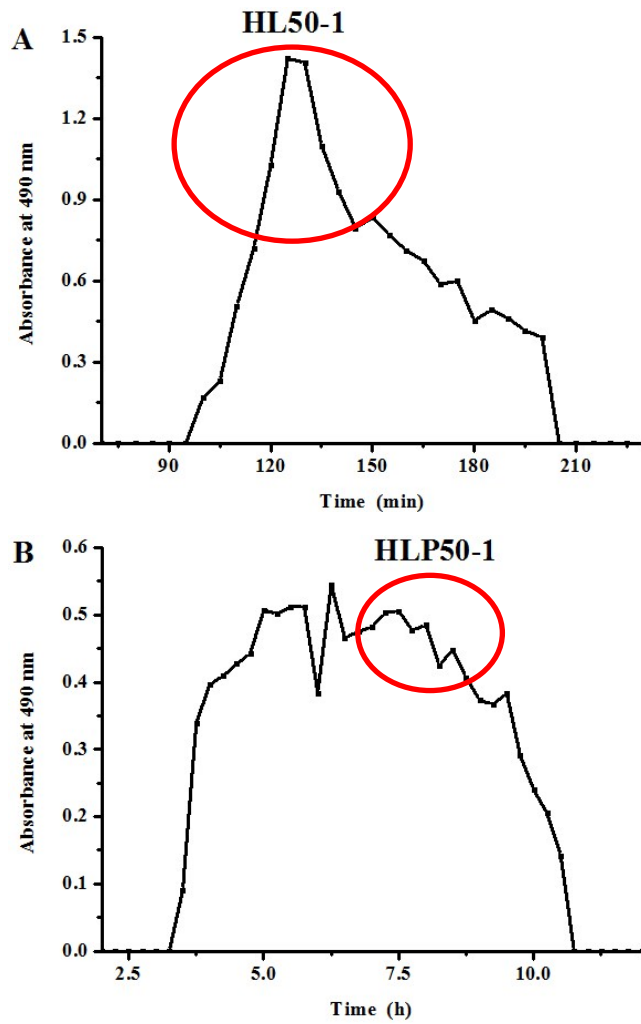 HL50-1
A
1.5
1.2
0.9
0.6
0.3
0.0
Absorbance at 490 nm
90 120 150 180 210
Time (min)
HLP50-1
B
0.6
0.5
0.4
0.3
0.2
0.1
0.0
Absorbance at 490 nm
2.5 5.0 7.5 10.0
Time (h)